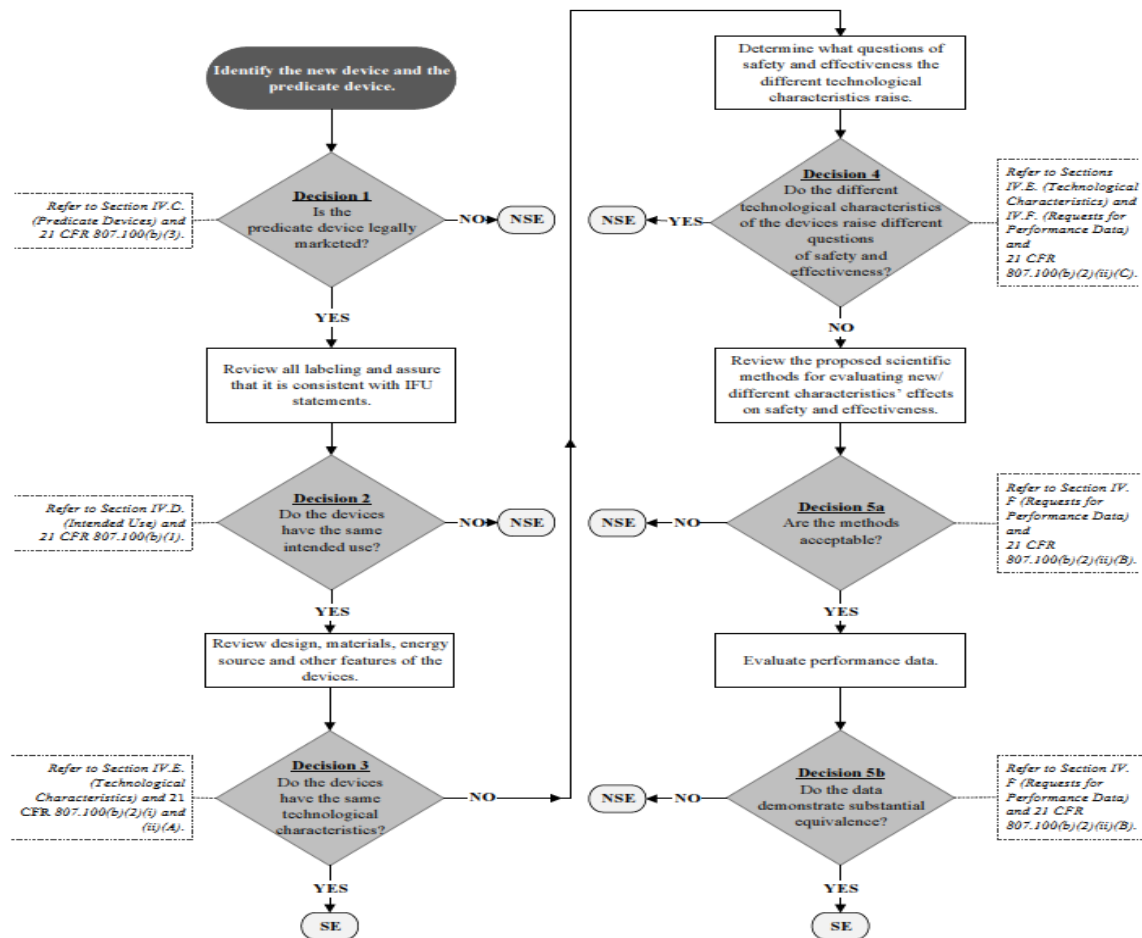 Identify the new device and the
predicate device.
Refer to Section IV.C.
(Predicate Devices) and
21 CFR 807.100(b)(3).
Decision 1
Is the
predicate device legally
marketed?
NO
NSE
YES
Review all labeling and assure
that it is consistent with IFU
statements.
Refer to Section IV.D.
(Intended Use) and
21 CFR 807.100(b)(1).
Decision 2
Do the devices
have the same
intended use?
NO
NSE
YES
Review design, materials, energy
source and other features of the
devices.
Refer to Section IV.E.
(Technological
Characteristics) and 21
CFR 807.100(b)(2)(i) and
(ii)(A).
Decision 3
Do the devices
have the same
technological
characteristics?
NO
YES
SE
Determine what questions of
safety and effectiveness the
different technological
characteristics raise.
Decision 4
Do the different
technological characteristics
of the devices raise different
questions
of safety and
effectiveness?
YES
NSE
Refer to Sections
IV.E. (Technological
Characteristics) and
IV.F. (Requests for
Performance Data)
and
21 CFR
807.100(b)(2)(ii)(C).
NO
Review the proposed scientific
methods for evaluating new/
different characteristics’ effects
on safety and effectiveness.
Decision 5a
Are the methods
acceptable?
NO
NSE
Refer to Section IV.
F (Requests for
Performance Data)
and
21 CFR
807.100(b)(2)(ii)(B).
YES
Evaluate performance data.
Decision 5b
Do the data
demonstrate substantial
equivalence?
NO
NSE
Refer to Section IV.
F (Requests for
Performance Data)
and 21 CFR
807.100(b)(2)(ii)(B).
YES
SE